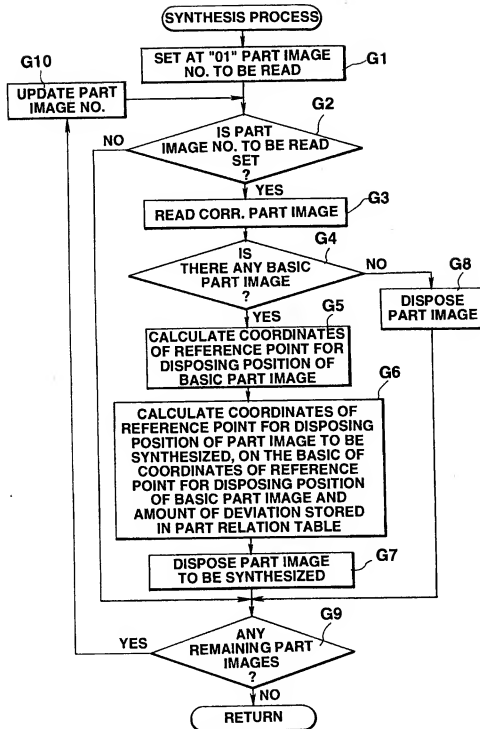 SYNTHESIS PROCESS
SET AT "01" PART IMAGE
NO. TO BE READ
G1
G10
UPDATE PART
IMAGE NO.
G2
NO
IS PART
IMAGE NO. TO BE READ
SET
?
YES
G3
READ CORR. PART IMAGE
G4
IS
THERE ANY BASIC
PART IMAGE
?
NO
G8
DISPOSE
PART IMAGE
YES
G5
CALCULATE COORDINATES
OF REFERENCE POINT FOR
DISPOSING POSITION OF
BASIC PART IMAGE
G6
CALCULATE COORDINATES OF
REFERENCE POINT FOR DISPOSING
POSITION OF PART IMAGE TO BE
SYNTHESIZED, ON THE BASIC OF
COORDINATES OF REFERENCE
POINT FOR DISPOSING POSITION
OF BASIC PART IMAGE AND
AMOUNT OF DEVIATION STORED
IN PART RELATION TABLE
G7
DISPOSE PART IMAGE
TO BE SYNTHESIZED
G9
YES
ANY
REMAINING PART
IMAGES
?
NO
RETURN